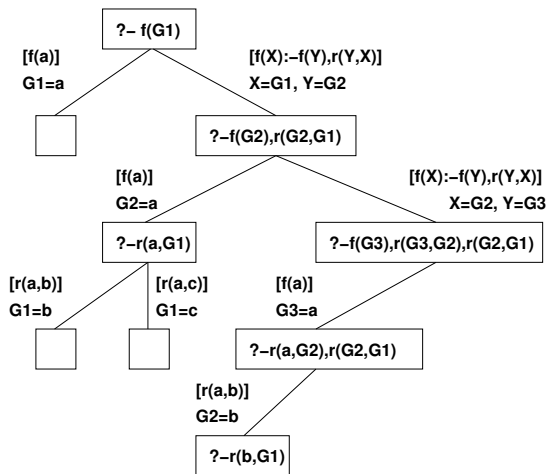 ?– f(G1)
[f(a)]
G1=a
[f(X):–f(Y),r(Y,X)]
X=G1, Y=G2
?–f(G2),r(G2,G1)
[f(a)]
G2=a
[f(X):–f(Y),r(Y,X)]
X=G2, Y=G3
?–r(a,G1)
?–f(G3),r(G3,G2),r(G2,G1)
[r(a,b)]
G1=b
[r(a,c)]
G1=c
[f(a)]
G3=a
?–r(a,G2),r(G2,G1)
[r(a,b)]
G2=b
?–r(b,G1)